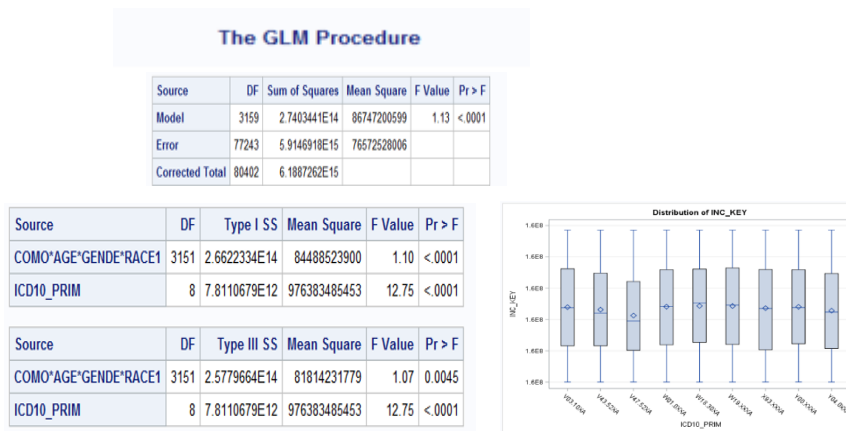 The GLM Procedure
Source DF Sum of Squares Mean Square F Value Pr > F
Model 3159 2.7403441E14 86747200599 1.13 <.0001
Error 77243 5.9146918E15 76572528006
Corrected Total 80402 6.1887262E15
Source DF Type I SS Mean Square F Value Pr > F
COMO*AGE*GENDE*RACE1 3151 2.6622334E14 84488523900 1.10 <.0001
ICD10_PRIM 8 7.8110679E12 976383485453 12.75 <.0001
Source DF Type III SS Mean Square F Value Pr > F
COMO*AGE*GENDE*RACE1 3151 2.5779664E14 81814231779 1.07 0.0045
ICD10_PRIM 8 7.8110679E12 976383485453 12.75 <.0001
Distribution of INC_KEY
1.6E8
1.6E8
1.6E8
1.6E8
1.6E8
1.6E8
INC_KEY
V43.52XA V47.52XA
ICD10_PRIM